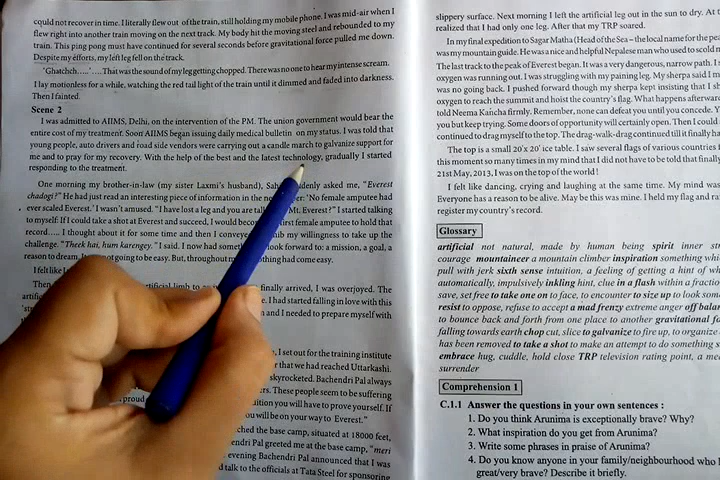 could not recover in time. I literally flew out of the train, still holding my mobile phone. I was mid-air when I
flew right into another train moving on the next track. My body hit the moving steel and rebounded to my
train. This ping pong must have continued for several seconds before gravitational force pulled me down.
Despite my efforts, my left leg fell on the track.
'Ghatchch.....'.... That was the sound of my leg getting chopped. There was no one to hear my intense scream.
I lay motionless for a while, watching the red tail light of the train until it dimmed and faded into darkness.
Then I fainted.
Scene 2
I was admitted to AIIMS, Delhi, on the intervention of the PM. The union government would bear the
entire cost of my treatment. Soon AIIMS began issuing daily medical bulletin on my status. I was told that
young people, auto drivers and road side vendors were carrying out a candle march to galvanize support for
me and to pray for my recovery. With the help of the best and the latest technology, gradually I started
responding to the treatment.
One morning my brother-in-law (my sister Laxmi's husband), denly asked me, "Everest
chadogi?" He had just read an interesting piece of information in the 'No female amputee had
ever scaled Everest'. I wasn't amused. "I have lost a leg and you are Mt. Everest?" I started talking
to myself: If I could take a shot at Everest and succeed, I would first female amputee to hold that
record.... I thought about it for some time and then I my willingness to take up the
challenge. "Theek hai, hum karengey." I said. I now had look forward to: a mission, a goal, a
reason to dream. not going to be easy. But, thing had come easy.
I felt like
Then finally arrived, I was overjoyed. The
. I had started falling in love with this
and I needed to prepare myself with
, I set out for the training institute
that we had reached Uttarkashi.
skyrocketed. Bachendri Pal always
. These people seem to be suffering
proud you will have to prove yourself. If
will be on your way to Everest."
the base camp, situated at 18000 feet,
Pal greeted me at the base camp, "meri
evening Bachendri Pal announced that I was
talk to the officials at Tata Steel for sponsoring
slippery surface. Next morning I left the artificial leg out in the sun to dry. At
realized that I had only one leg. After that my TRP soared.
In my final expedition to Sagar Matha (Head of the Sea – the local name for the
was my mountain guide. He was a nice and helpful Nepalese man who used to scold
The last track to the peak of Everest began. It was a very dangerous, narrow path.
oxygen was running out. I was struggling with my paining leg. My sherpa said I
was no going back. I pushed forward though my sherpa kept insisting that I
oxygen to reach the summit and hoist the country's flag. What happens
told Neema Kancha firmly. Remember, none can defeat you until you concede.
you but keep trying. Some doors of opportunity will certainly open. Then I could
continued to drag myself to the top. The drag-walk-drag continued till it finally
The top is a small 20'x 20' ice table. I saw several flags of various countries
this moment so many times in my mind that I did not have to be told that
21st May, 2013, I was on the top of the world !
I felt like dancing, crying and laughing at the same time. My mind
Everyone has a reason to be alive. May be this was mine. I held my flag and
register my country's record.
Glossary
artificial not natural, made by human being spirit inner
courage mountaineer a mountain climber inspiration something
pull with jerk sixth sense intuition, a feeling of getting a hint of
automatically, impulsively inkling hint, clue in a flash within a
save, set free to take one on to face, to encounter to size up to look
resist to oppose, refuse to accept a mad frenzy extreme anger off
to bounce back and forth from one place to another gravitational
falling towards earth chop cut, slice to galvanize to fire up, to
has been removed to take a shot to make an attempt to do something
embrace hug, cuddle, hold close TRP television rating point, a
surrender
Comprehension 1
C.1.1 Answer the questions in your own sentences :
1. Do you think Arunima is exceptionally brave? Why?
2. What inspiration do you get from Arunima?
3. Write some phrases in praise of Arunima?
4. Do you know anyone in your family/neighbourhood who
great/very brave? Describe it briefly.